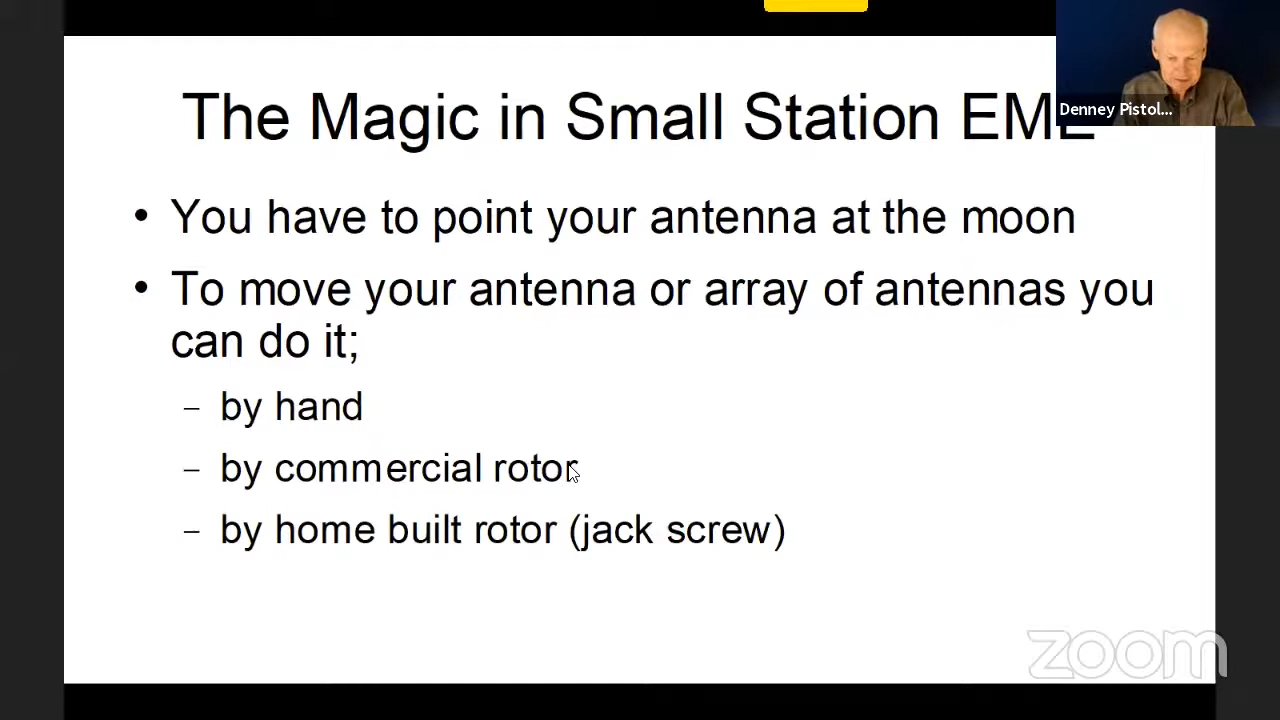 The Magic in Small Station EME
Denney Pistol...
• You have to point your antenna at the moon
• To move your antenna or array of antennas you
can do it;
– by hand
– by commercial rotor
– by home built rotor (jack screw)
zoom